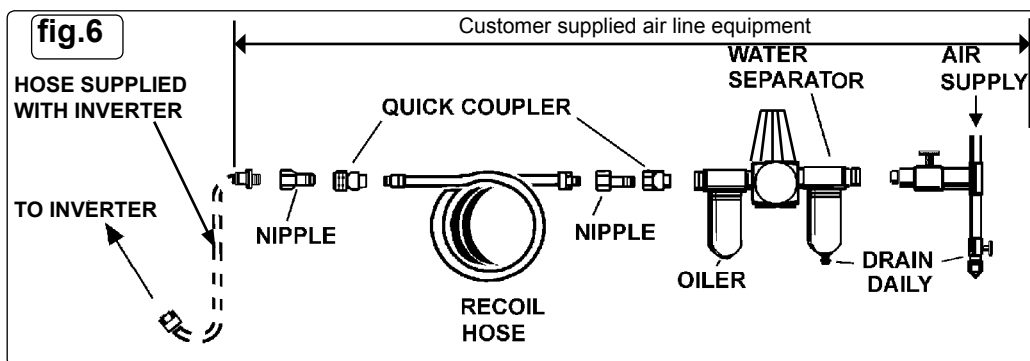 fig.6
Customer supplied air line equipment
HOSE SUPPLIED
WITH INVERTER
QUICK COUPLER
WATER
SEPARATOR
AIR
SUPPLY
TO INVERTER
NIPPLE
NIPPLE
RECOIL
HOSE
OILER
DRAIN
DAILY